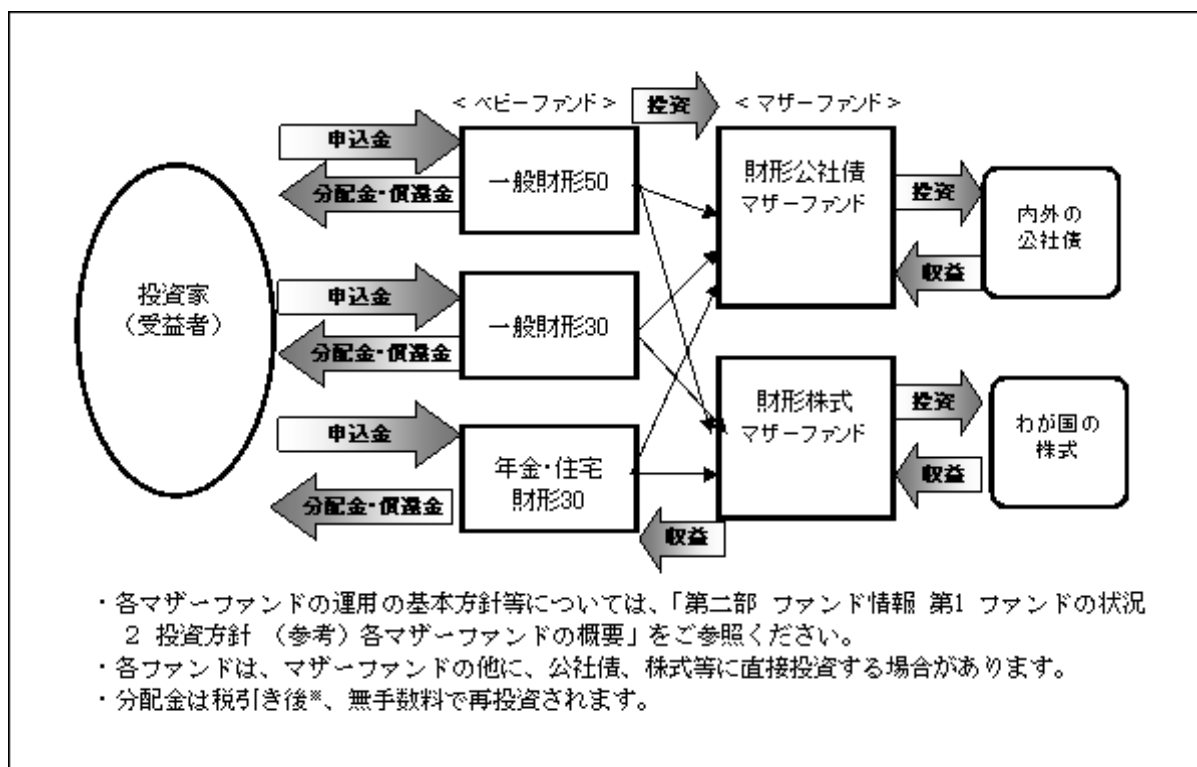 <ベビーファンド>
投資
<マザーファンド>
申込金
分配金・償還金
一般財形50
財形公社債
マザーファンド
投資
収益
内外の
公社債
投資家
(受益者)
申込金
分配金・償還金
一般財形30
申込金
分配金・償還金
年金・住宅
財形30
財形株式
マザーファンド
投資
収益
わが国の
株式
収益
・各マザーファンドの運用の基本方針等については、「第二部 ファンド情報 第1 ファンドの状況
2 投資方針 (参考)各マザーファンドの概要」をご参照ください。
・各ファンドは、マザーファンドの他に、公社債、株式等に直接投資する場合があります。
・分配金は税引き後※、無手数料で再投資されます。